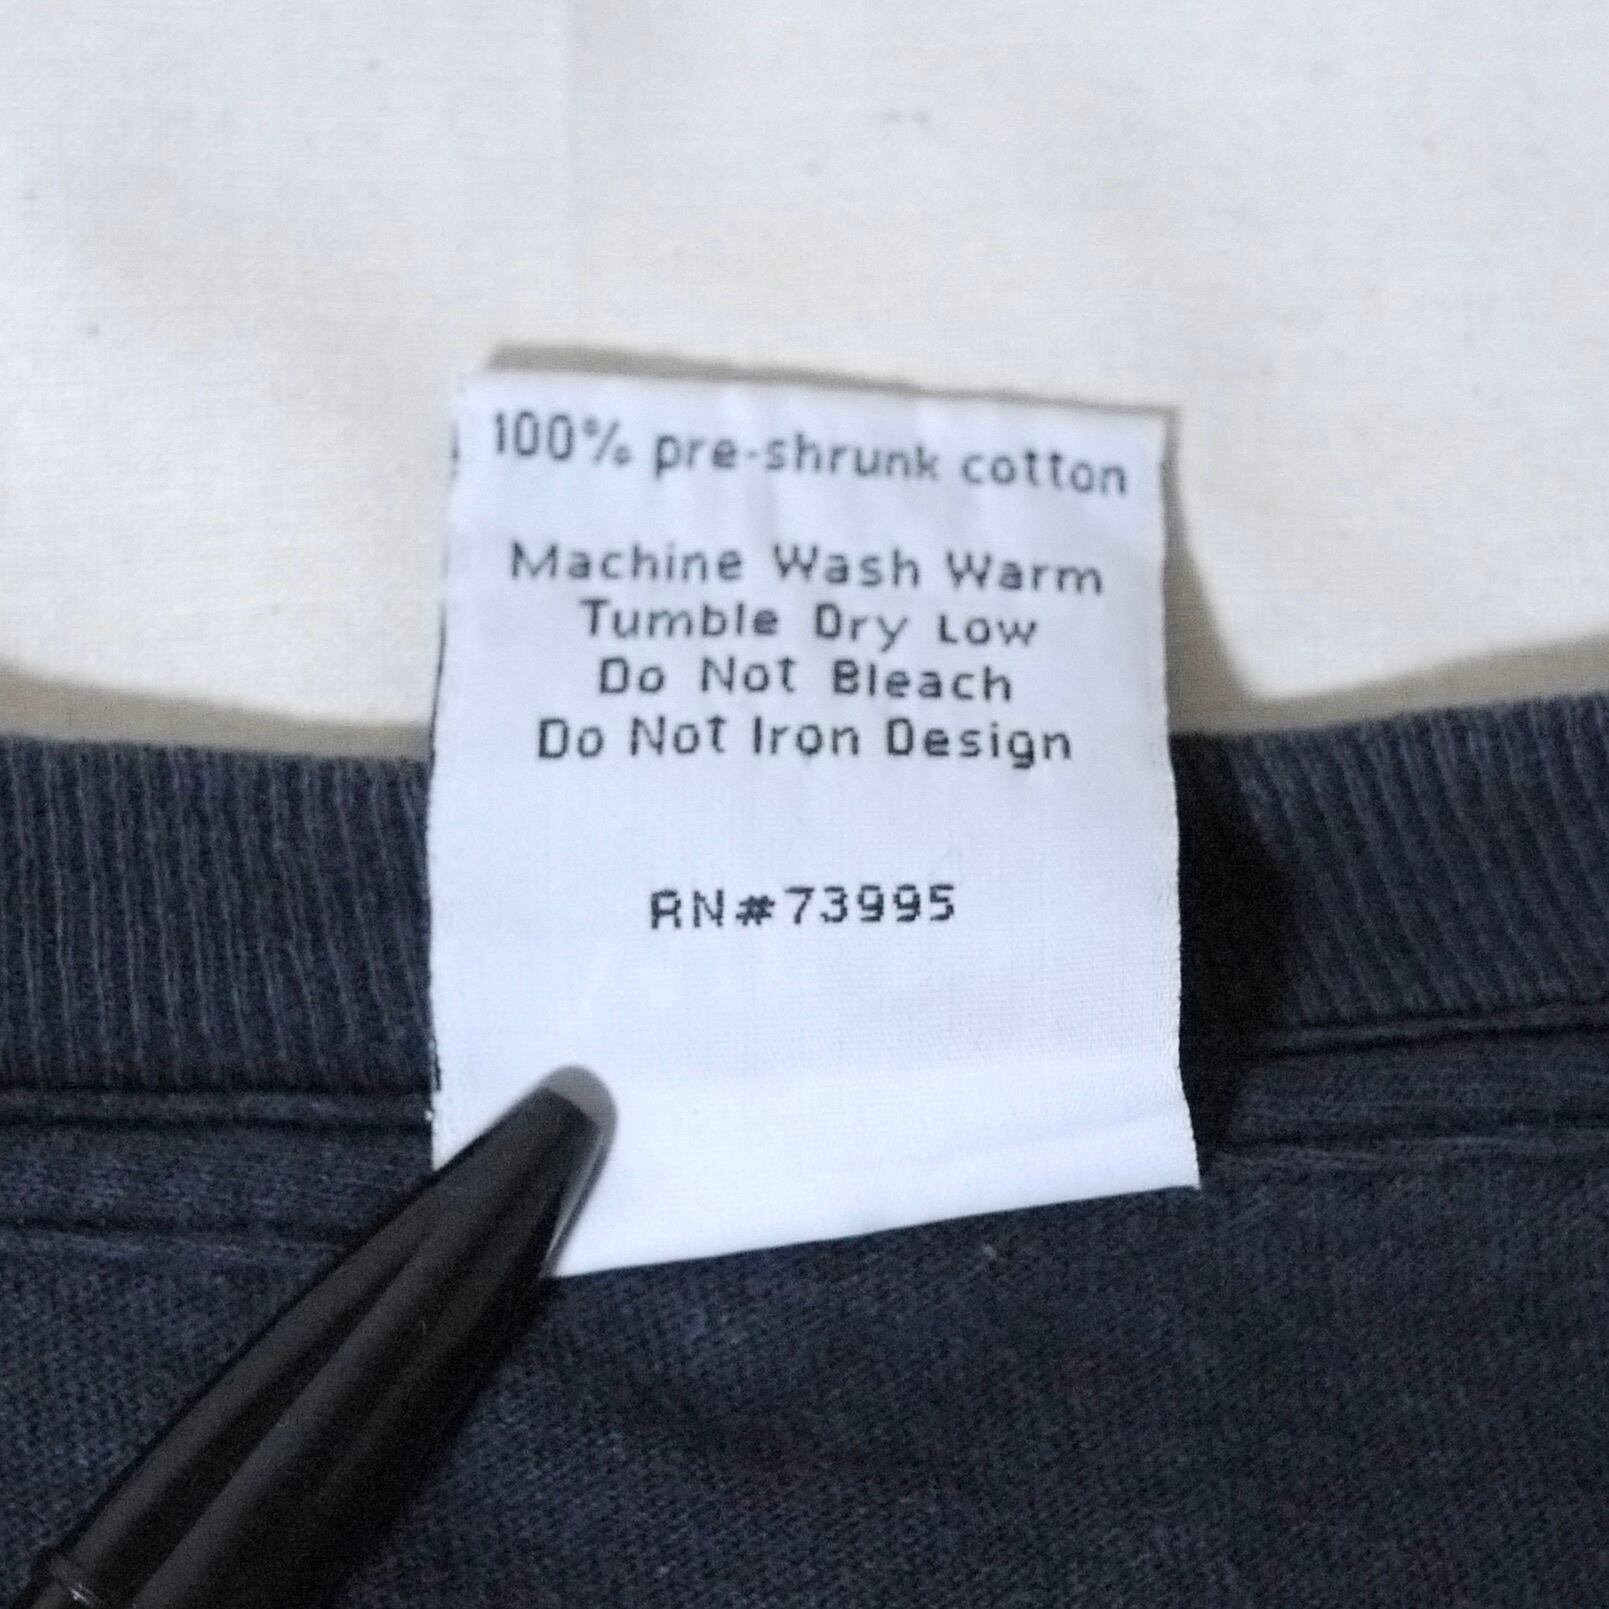 100% pre-shrunk cotton
Machine Wash Warm
Tumble Dry Low
Do Not Bleach
Do Not Iron Design
RN#73995